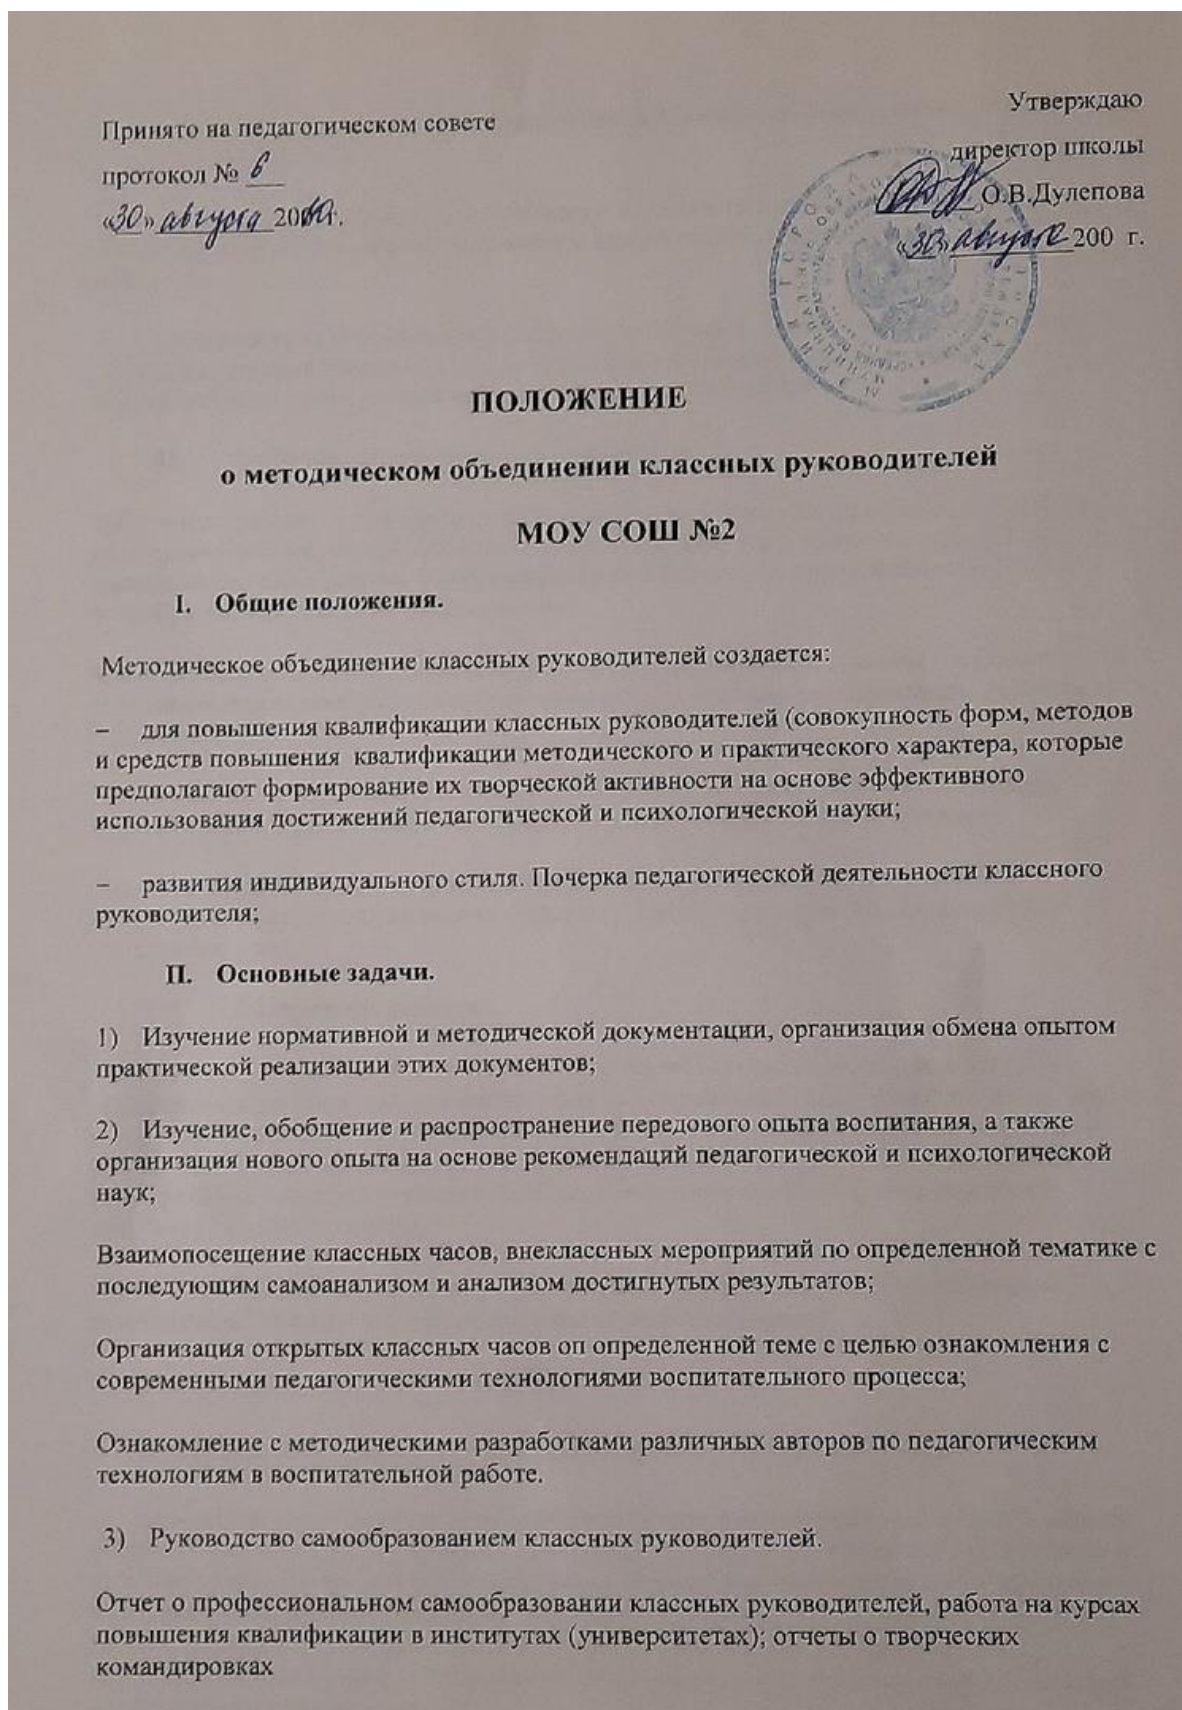 Принято на педагогическом совете
протокол № 6
«30» августа 20 г.
Утверждаю
директор школы
О.В.Дулепова
«30» августа 200 г.
ПОЛОЖЕНИЕ
о методическом объединении классных руководителей
МОУ СОШ №2
I. Общие положения.
Методическое объединение классных руководителей создается:
– для повышения квалификации классных руководителей (совокупность форм, методов
и средств повышения квалификации методического и практического характера, которые
предполагают формирование их творческой активности на основе эффективного
использования достижений педагогической и психологической науки;
– развития индивидуального стиля. Почерка педагогической деятельности классного
руководителя;
II. Основные задачи.
1) Изучение нормативной и методической документации, организация обмена опытом
практической реализации этих документов;
2) Изучение, обобщение и распространение передового опыта воспитания, а также
организация нового опыта на основе рекомендаций педагогической и психологической
наук;
Взаимопосещение классных часов, внеклассных мероприятий по определенной тематике с
последующим самоанализом и анализом достигнутых результатов;
Организация открытых классных часов оп определенной теме с целью ознакомления с
современными педагогическими технологиями воспитательного процесса;
Ознакомление с методическими разработками различных авторов по педагогическим
технологиям в воспитательной работе.
3) Руководство самообразованием классных руководителей.
Отчет о профессиональном самообразовании классных руководителей, работа на курсах
повышения квалификации в институтах (университетах); отчеты о творческих
командировках